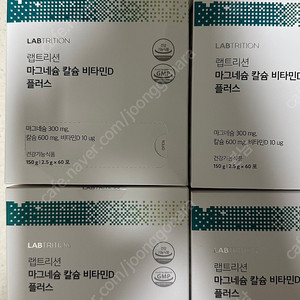 LABTRITION
랩트리션
마그네슘 칼슘 비타민D
플러스
GMP
마그네슘 300 mg,
칼슘 600 mg, 비타민D 10 ug
건강기능식품
150 g ( 2.5 g x 60 포 )
LABTRITION
랩트리션
마그네슘 칼슘 비타민D
플러스
마그네슘 300 mg,
칼슘 600 mg, 비타민D 10 ug
건강기능식품
150 g ( 2.5 g x 60 포
LABTRITION
랩트리션
마그네슘 칼슘 비타민D
플러스
GMP
LABTRITION
랩트리션
마그네슘 칼슘 비타민D
플러스